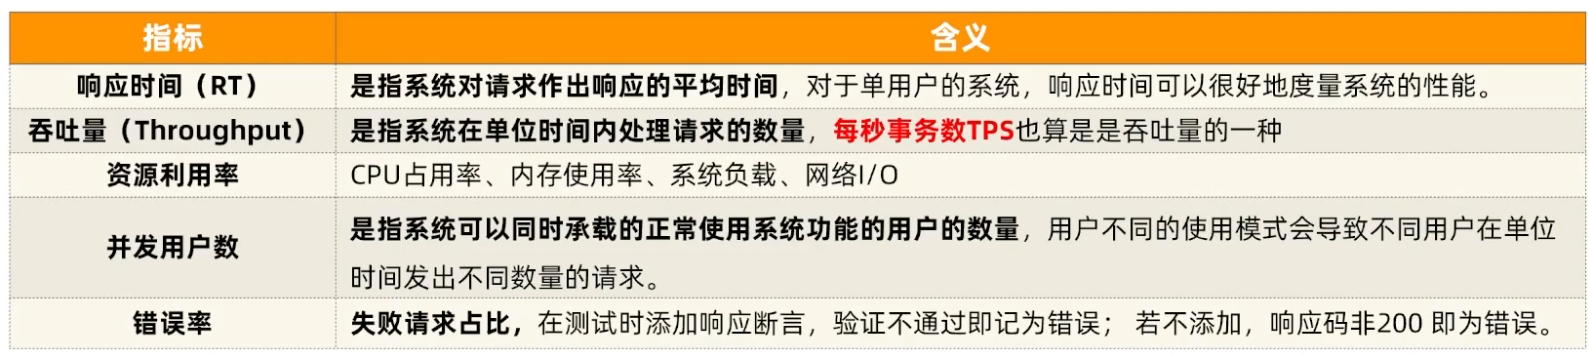 指标 含义
响应时间（RT） 是指系统对请求作出响应的平均时间，对于单用户的系统，响应时间可以很好地度量系统的性能。
吞吐量（Throughput） 是指系统在单位时间内处理请求的数量，每秒事务数TPS也算是是吞吐量的一种
资源利用率 CPU占用率、内存使用率、系统负载、网络I/O
并发用户数 是指系统可以同时承载的正常使用系统功能的用户的数量，用户不同的使用模式会导致不同用户在单位
时间发出不同数量的请求。
错误率 失败请求占比，在测试时添加响应断言，验证不通过即记为错误； 若不添加，响应码非200 即为错误。